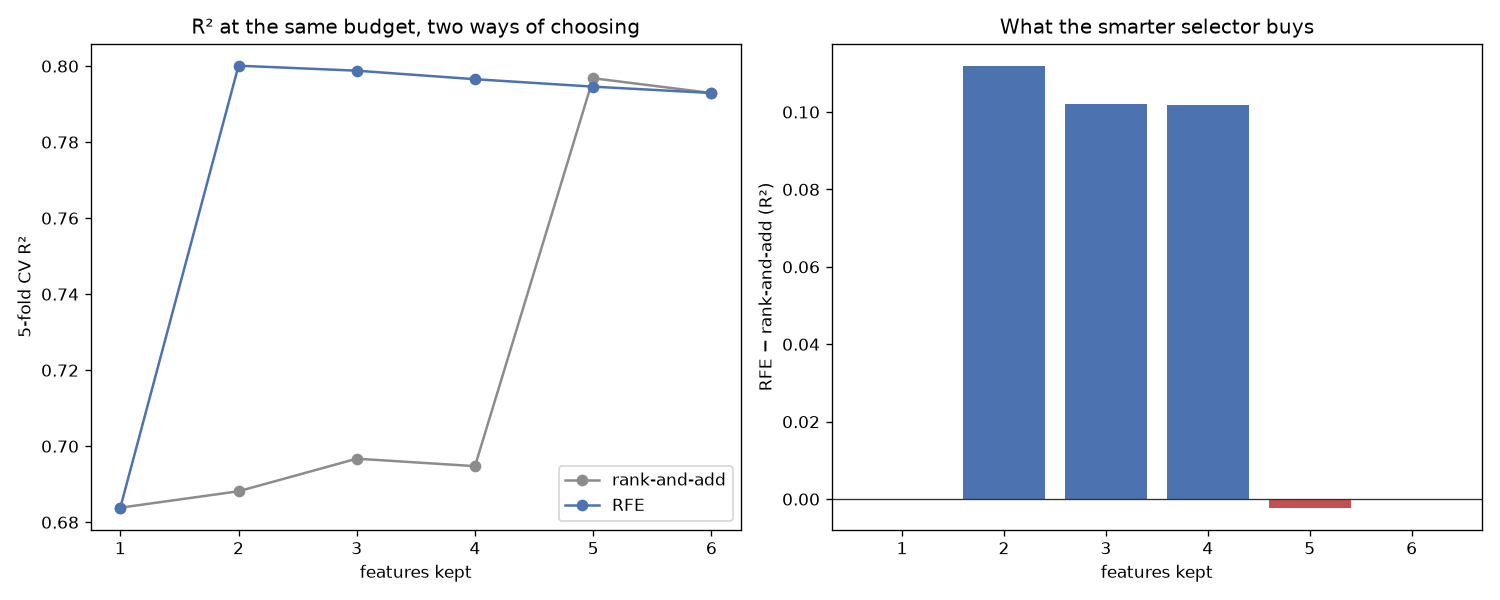 R² at the same budget, two ways of choosing
5-fold CV R²
0.80
0.78
0.76
0.74
0.72
0.70
0.68
1 2 3 4 5 6
features kept
rank-and-add
RFE
What the smarter selector buys
RFE − rank-and-add (R²)
0.10
0.08
0.06
0.04
0.02
0.00
1 2 3 4 5 6
features kept